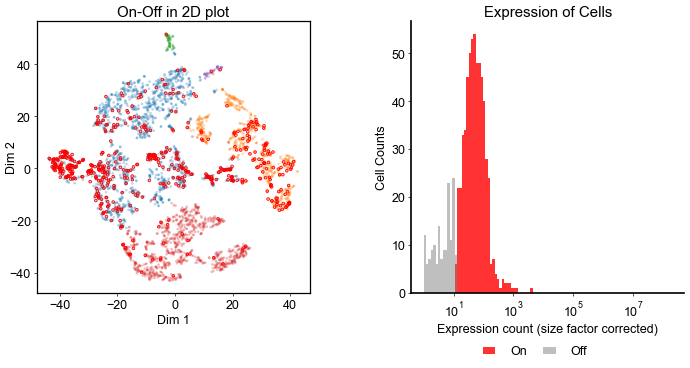 On-Off in 2D plot
Dim 2
40
20
0
−20
−40
−40 −20 0 20 40
Dim 1
Expression of Cells
Cell Counts
50
40
30
20
10
0
10^1 10^3 10^5 10^7
Expression count (size factor corrected)
On Off